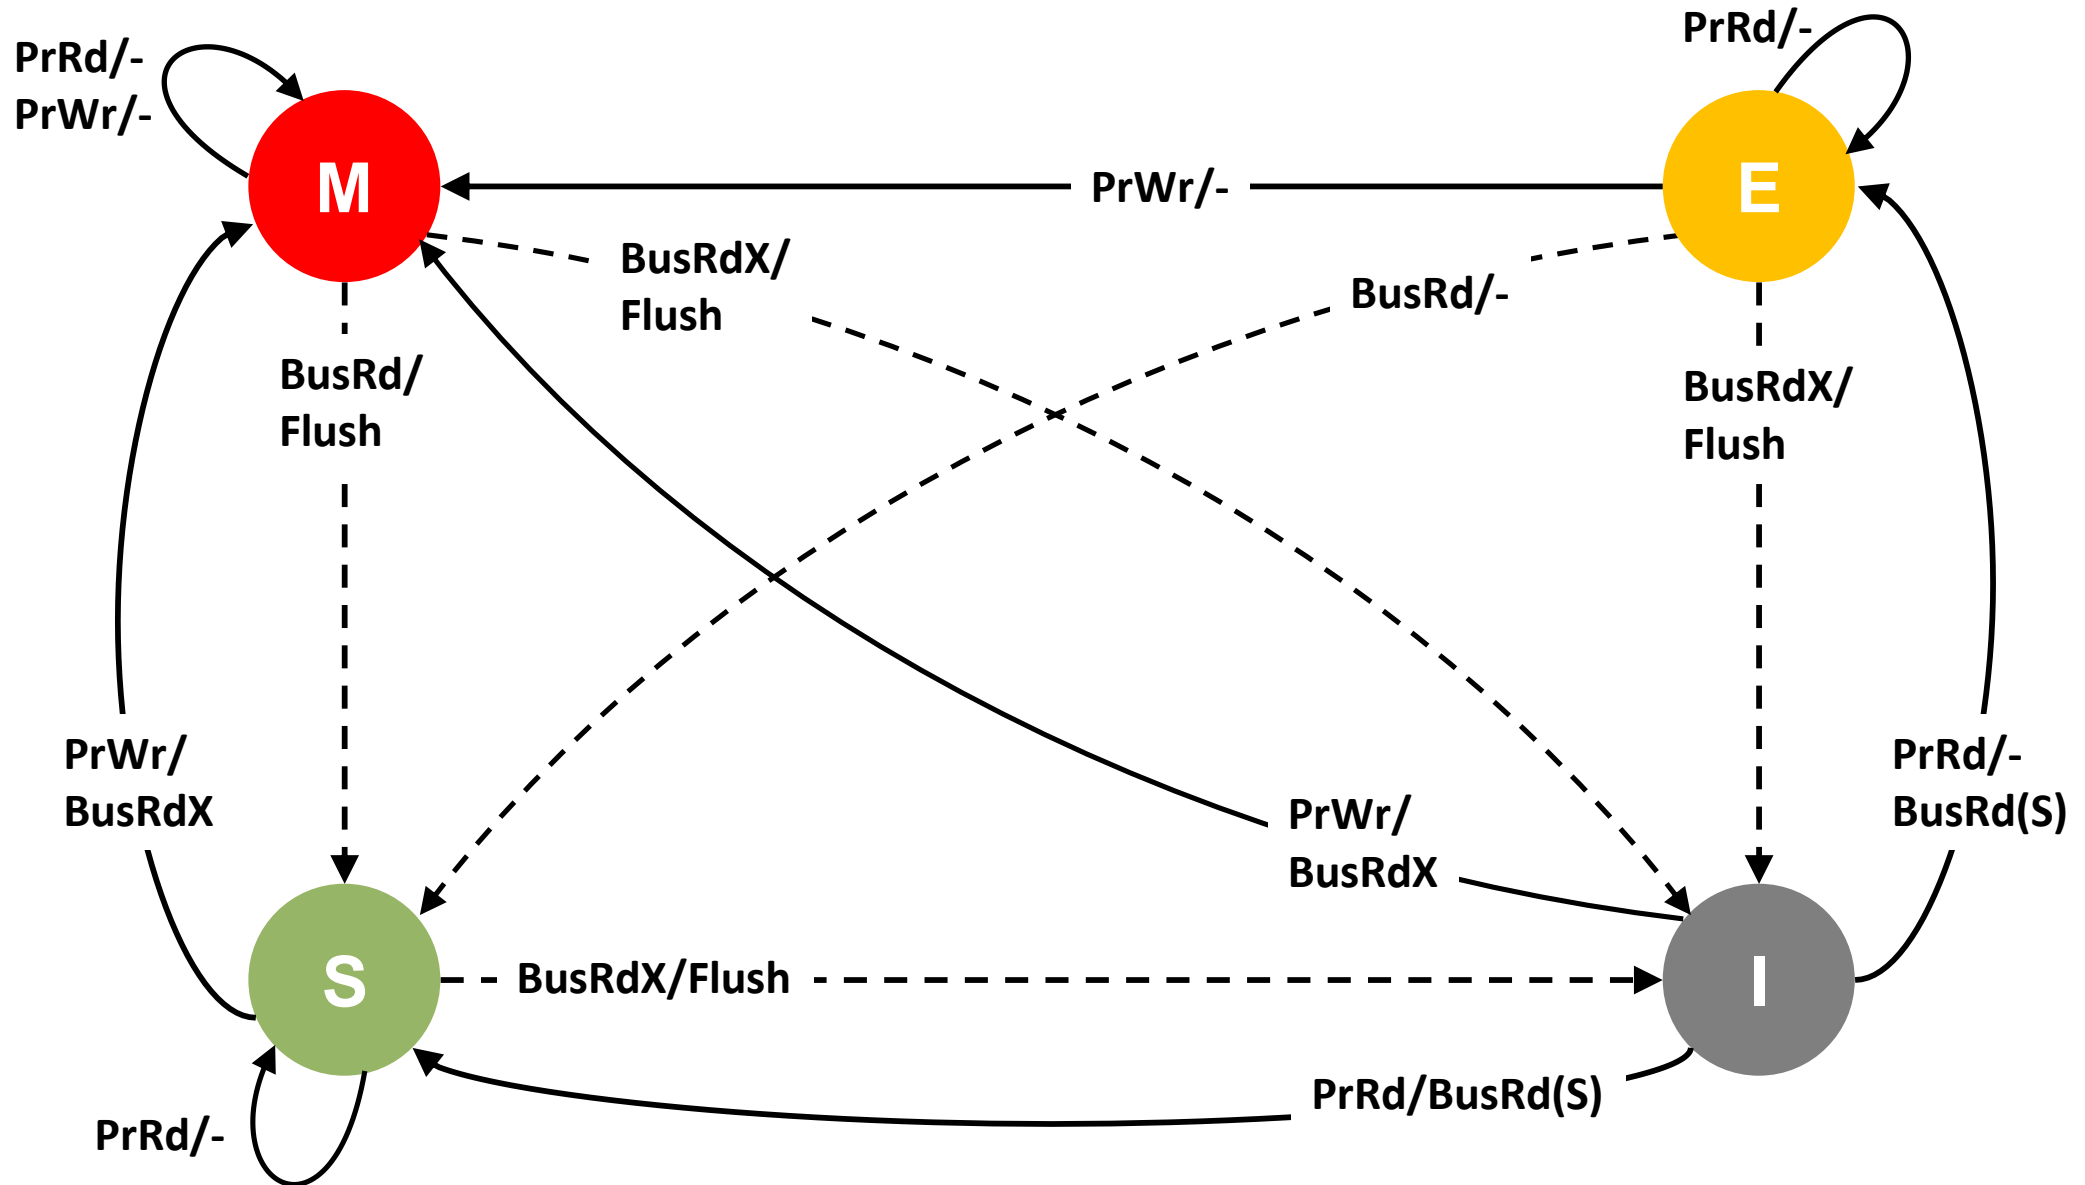 PrRd/-
PrRd/-
PrWr/-
M
PrWr/-
E
BusRdX/
Flush
BusRd/-
BusRd/
Flush
BusRdX/
Flush
PrWr/
BusRdX
PrRd/-
BusRd(S)
PrWr/
BusRdX
S
BusRdX/Flush
I
PrRd/BusRd(S)
PrRd/-